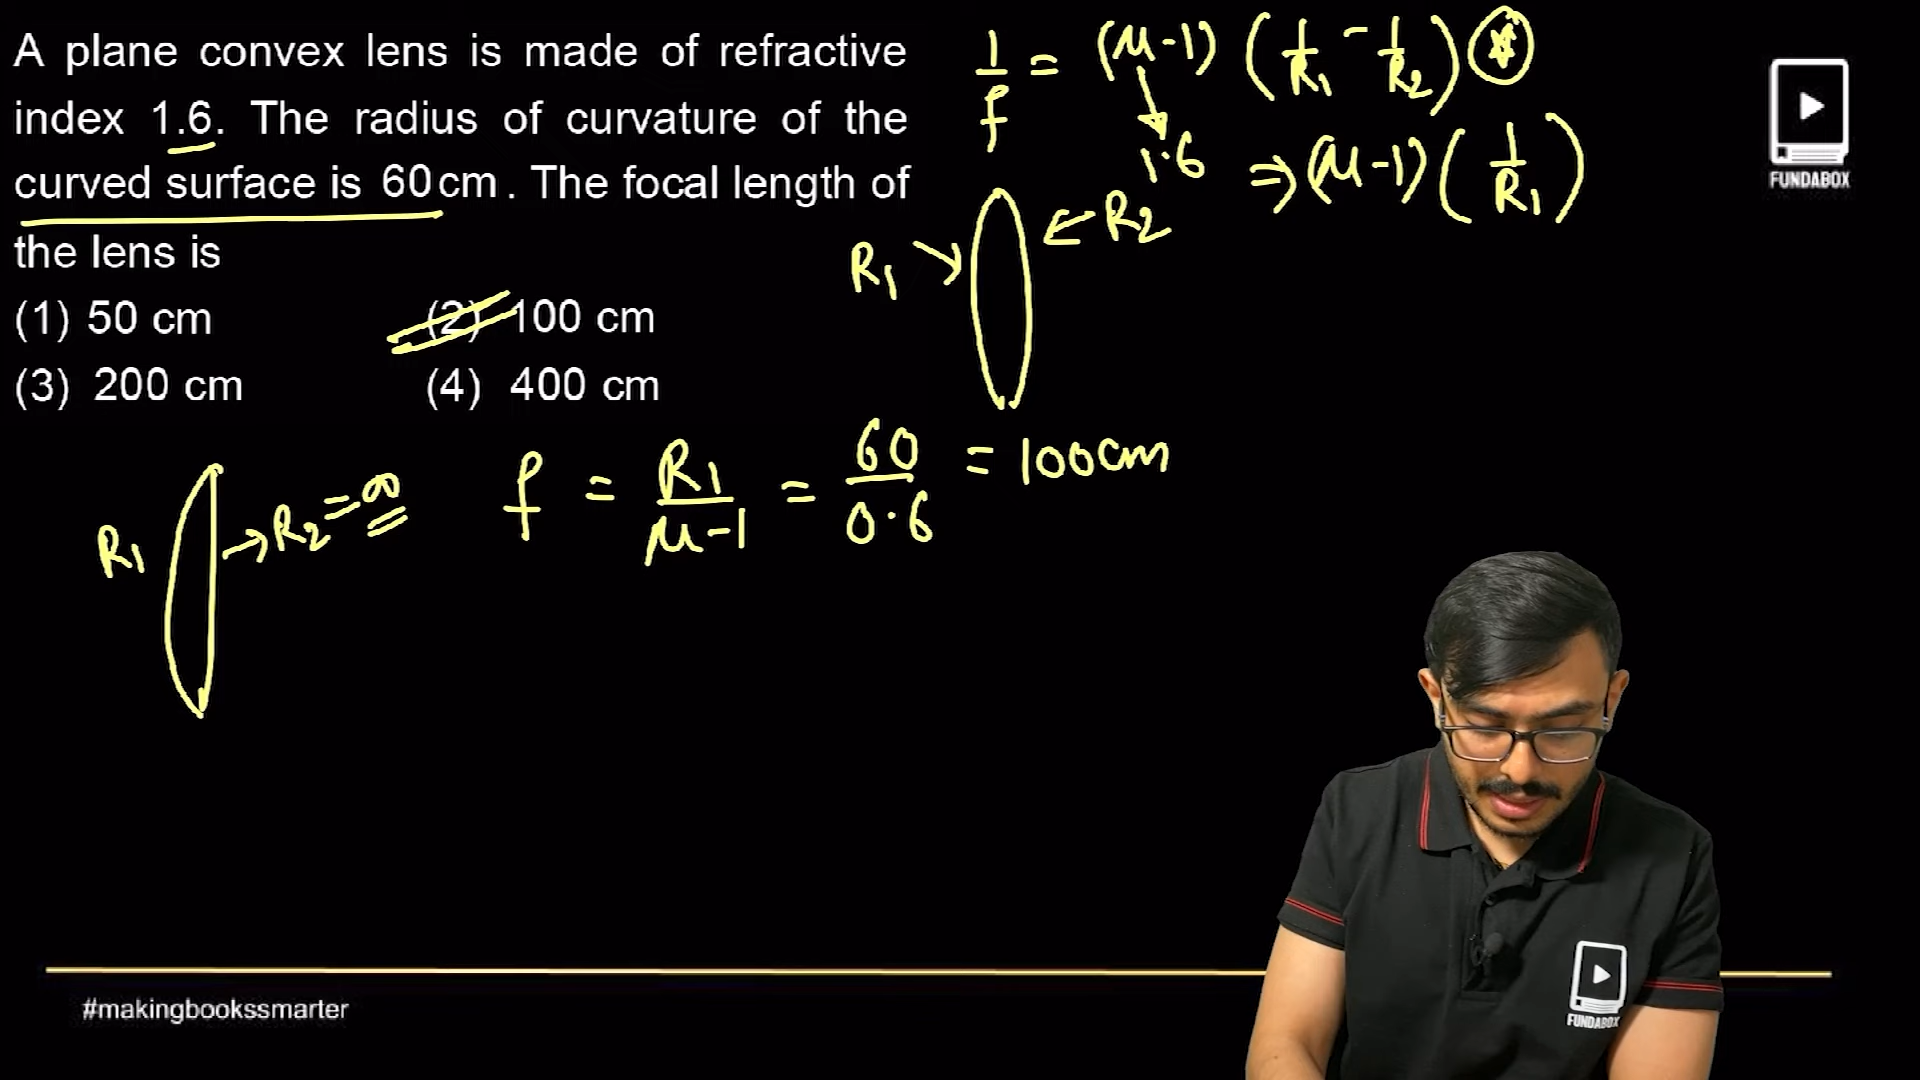 A plane convex lens is made of refractive
index 1.6. The radius of curvature of the
curved surface is 60 cm. The focal length of
the lens is
(1) 50 cm (2) 100 cm
(3) 200 cm (4) 400 cm
1/f = (μ-1) (1/R₁ - 1/R₂)
1.6 ⇒ (μ-1) (1/R₁)
R₁ ← R₂
R₁ → R₂ = ∞
f = R₁/μ-1 = 60/0.6 = 100cm
FUNDABOX
FUNDABOX
#makingbookssmarter